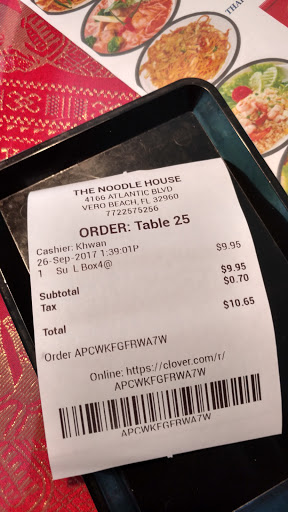 THA
THE NOODLE HOUSE
4166 ATLANTIC BLVD
VERO BEACH, FL 32960
7722575256
ORDER: Table 25
Cashier: Khwan
26-Sep-2017 1:39:01P
1 Su L Box4@ $9.95
Subtotal $9.95
Tax $0.70
Total $10.65
Order APCWKFGFRWA7W
Online: https://clover.com/r/
APCWKFGFRWA7W
APCWKFGFRWA7W